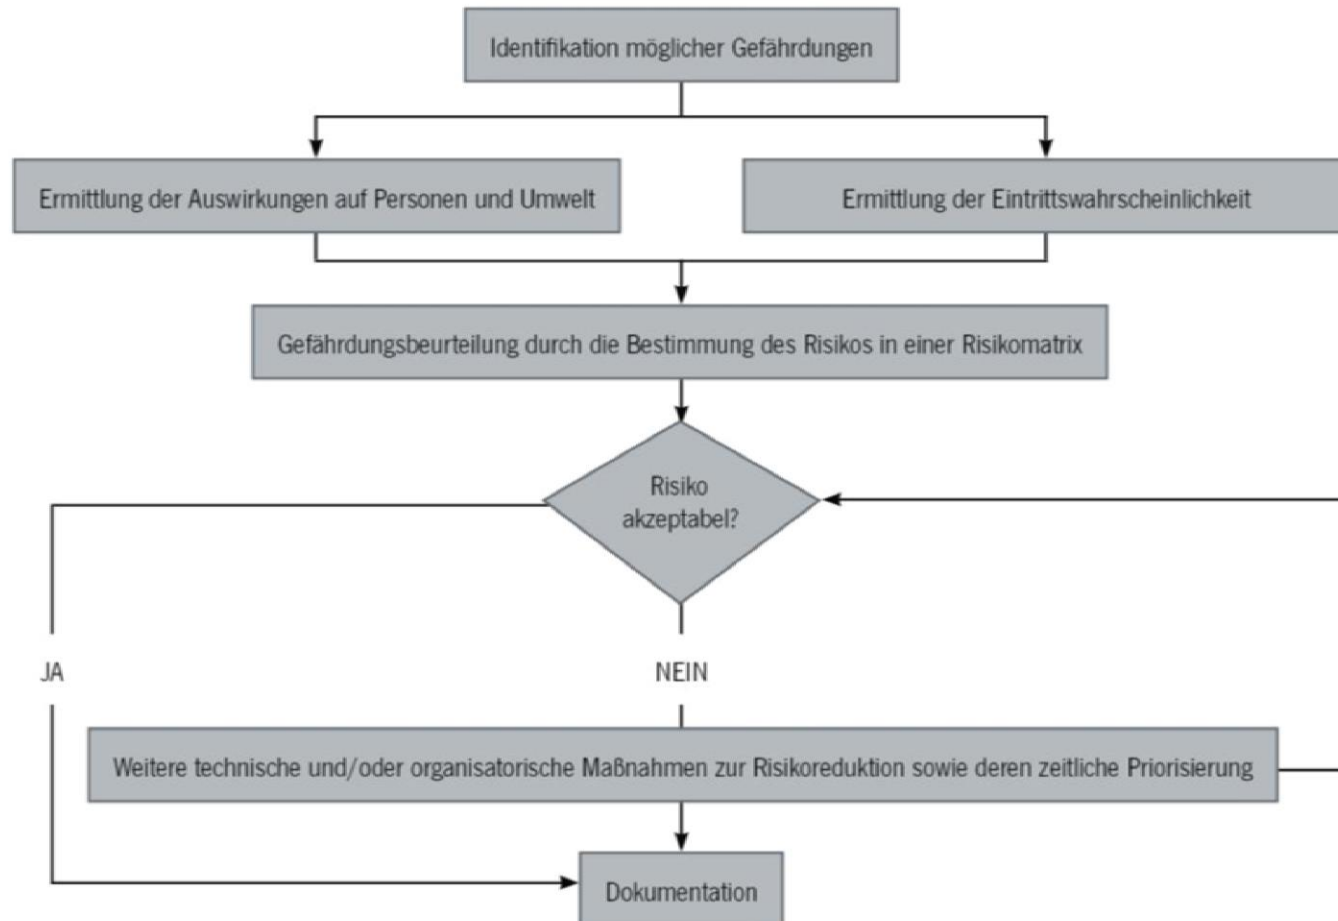 Identifikation möglicher Gefährdungen
Ermittlung der Auswirkungen auf Personen und Umwelt
Ermittlung der Eintrittswahrscheinlichkeit
Gefährdungsbeurteilung durch die Bestimmung des Risikos in einer Risikomatrix
Risiko
akzeptabel?
JA
NEIN
Weitere technische und/oder organisatorische Maßnahmen zur Risikoreduktion sowie deren zeitliche Priorisierung
Dokumentation